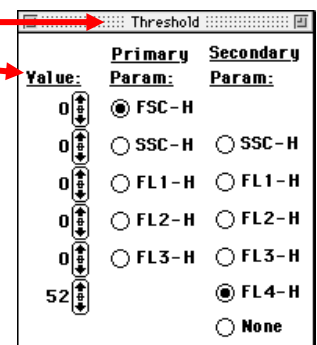 Threshold
Primary Secondary
Value: Param: Param:
0 FSC-H
0 SSC-H SSC-H
0 FL1-H FL1-H
0 FL2-H FL2-H
0 FL3-H FL3-H
52 FL4-H
None